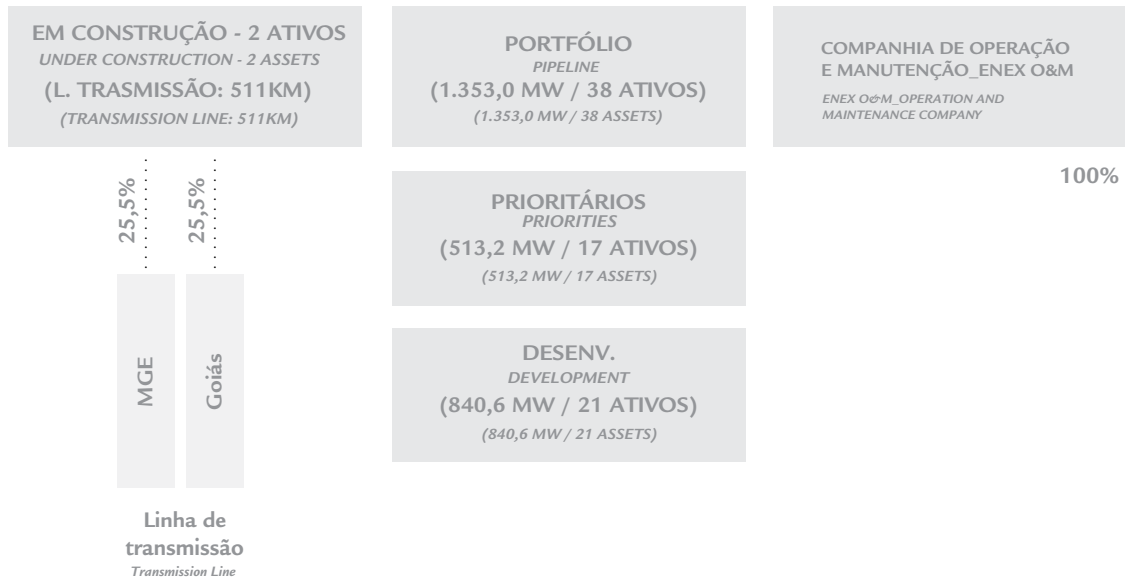 EM CONSTRUÇÃO - 2 ATIVOS
UNDER CONSTRUCTION - 2 ASSETS
(L. TRASMISSÃO: 511KM)
(TRANSMISSION LINE: 511KM)
25,5%
25,5%
MGE
Goiás
Linha de
transmissão
Transmission Line
PORTFÓLIO
PIPELINE
(1.353,0 MW / 38 ATIVOS)
(1.353,0 MW / 38 ASSETS)
PRIORITÁRIOS
PRIORITIES
(513,2 MW / 17 ATIVOS)
(513,2 MW / 17 ASSETS)
DESENV.
DEVELOPMENT
(840,6 MW / 21 ATIVOS)
(840,6 MW / 21 ASSETS)
COMPANHIA DE OPERAÇÃO
E MANUTENÇÃO_ENEX O&M
ENEX O&M_OPERATION AND
MAINTENANCE COMPANY
100%